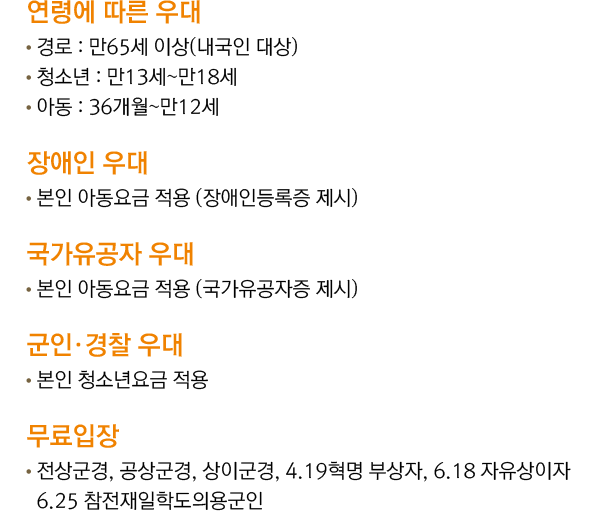 연령에 따른 우대
• 경로 : 만65세 이상(내국인 대상)
• 청소년 : 만13세~만18세
• 아동 : 36개월~만12세
장애인 우대
• 본인 아동요금 적용 (장애인등록증 제시)
국가유공자 우대
• 본인 아동요금 적용 (국가유공자증 제시)
군인·경찰 우대
• 본인 청소년요금 적용
무료입장
• 전상군경, 공상군경, 상이군경, 4.19혁명 부상자, 6.18 자유상이자
6.25 참전재일학도의용군인